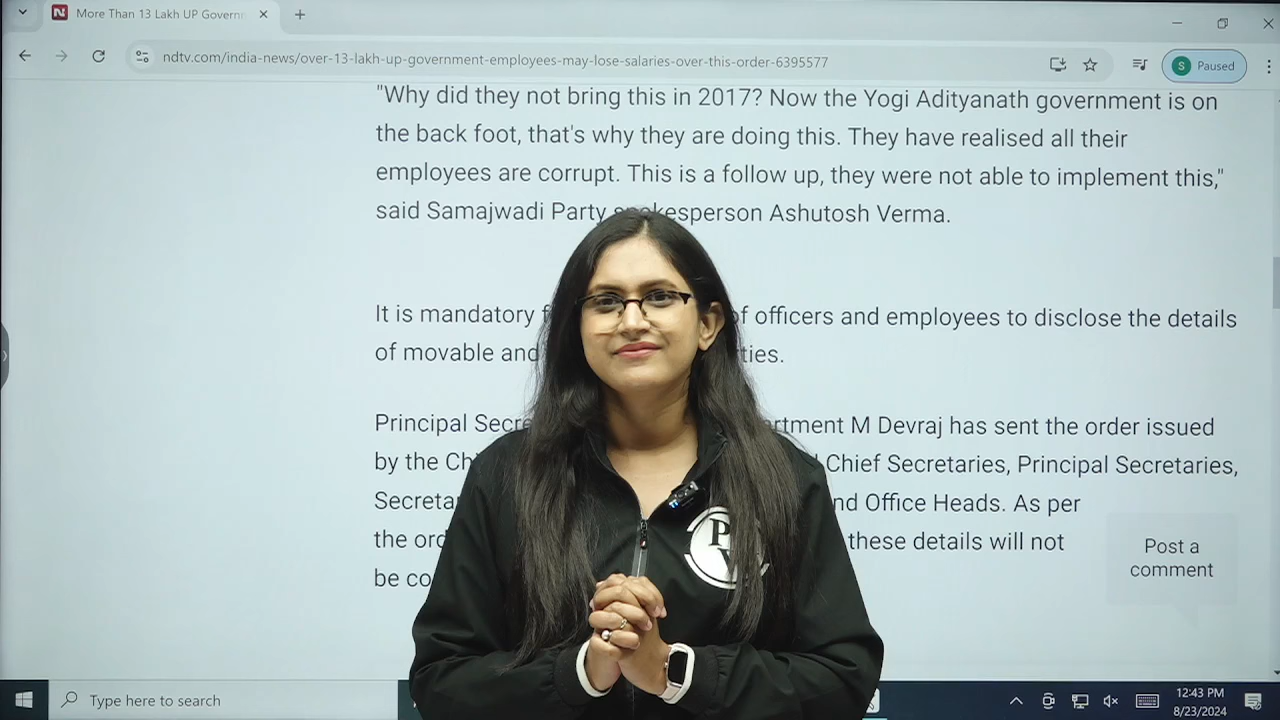 More Than 13 Lakh UP Governm
ndtv.com/india-news/over-13-lakh-up-government-employees-may-lose-salaries-over-this-order-6395577
S Paused
"Why did they not bring this in 2017? Now the Yogi Adityanath government is on
the back foot, that's why they are doing this. They have realised all their
employees are corrupt. This is a follow up, they were not able to implement this,"
said Samajwadi Party spokesperson Ashutosh Verma.
It is mandatory of officers and employees to disclose the details
of movable and ties.
Principal Secre rtment M Devraj has sent the order issued
by the Ch Chief Secretaries, Principal Secretaries,
Secretar nd Office Heads. As per
the ord these details will not
be co
Post a
comment
P
W
Type here to search
12:43 PM
8/23/2024